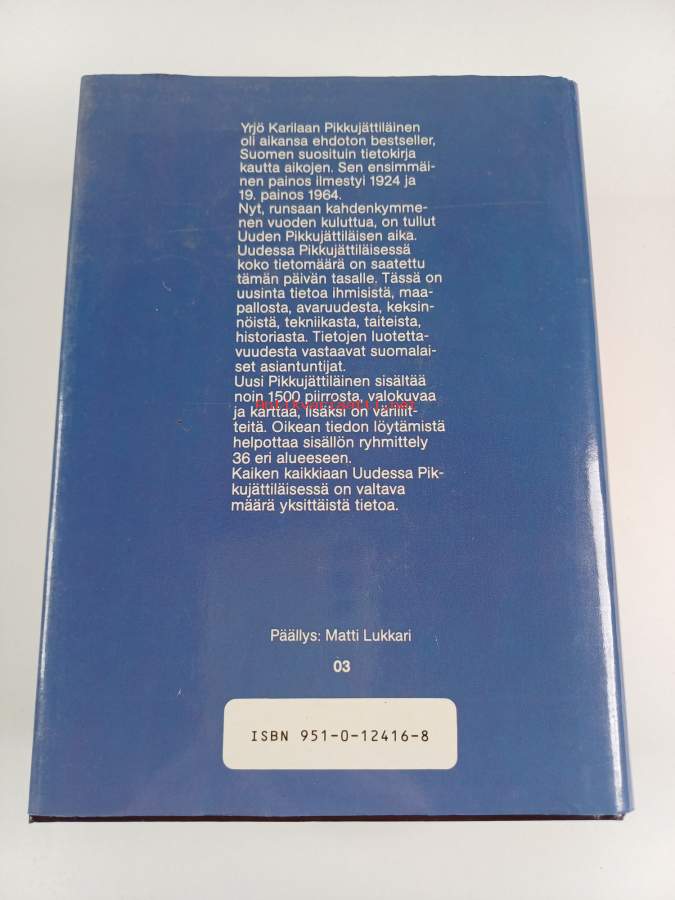 Yrjö Karilaan Pikkujättiläinen
oli aikansa ehdoton bestseller,
Suomen suosituin tietokirja
kautta aikojen. Sen ensimmäi-
nen painos ilmestyi 1924 ja
19. painos 1964.
Nyt, runsaan kahdenkymme-
nen vuoden kuluttua, on tullut
Uuden Pikkujättiläisen aika.
Uudessa Pikkujättiläisessä
koko tietomäärä on saatettu
tämän päivän tasalle. Tässä on
uusinta tietoa ihmisistä, maa-
pallosta, avaruudesta, keksin-
nöistä, tekniikasta, taiteista,
historiasta. Tietojen luotetta-
vuudesta vastaavat suomalai-
set asiantuntijat.
Uusi Pikkujättiläinen sisältää
noin 1500 piirrosta, valokuvaa
Antikvariaatti.net
ja karttaa, lisäksi on väriliit-
teitä. Oikean tiedon löytämistä
helpottaa sisällön ryhmittely
36 eri alueeseen.
Kaiken kaikkiaan Uudessa Pik-
kujättiläisessä on valtava
määrä yksittäistä tietoa.
Päällys: Matti Lukkari
03
ISBN 951-0-12416-8